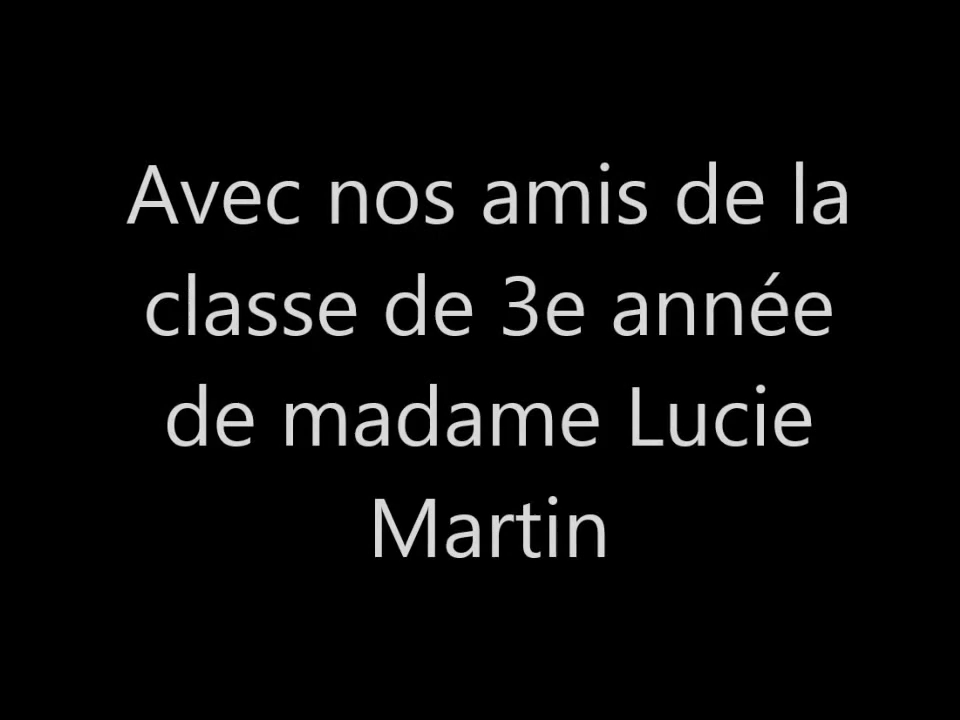 Avec nos amis de la
classe de 3e année
de madame Lucie
Martin